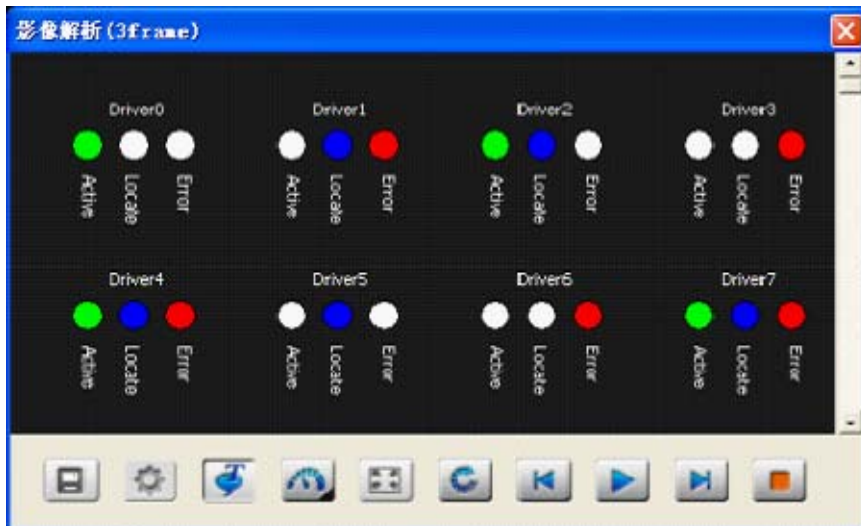 影像解析(3frame)
Driver0 Driver1 Driver2 Driver3
Active Locate Error Active Locate Error Active Locate Error Active Locate Error
Driver4 Driver5 Driver6 Driver7
Active Locate Error Active Locate Error Active Locate Error Active Locate Error